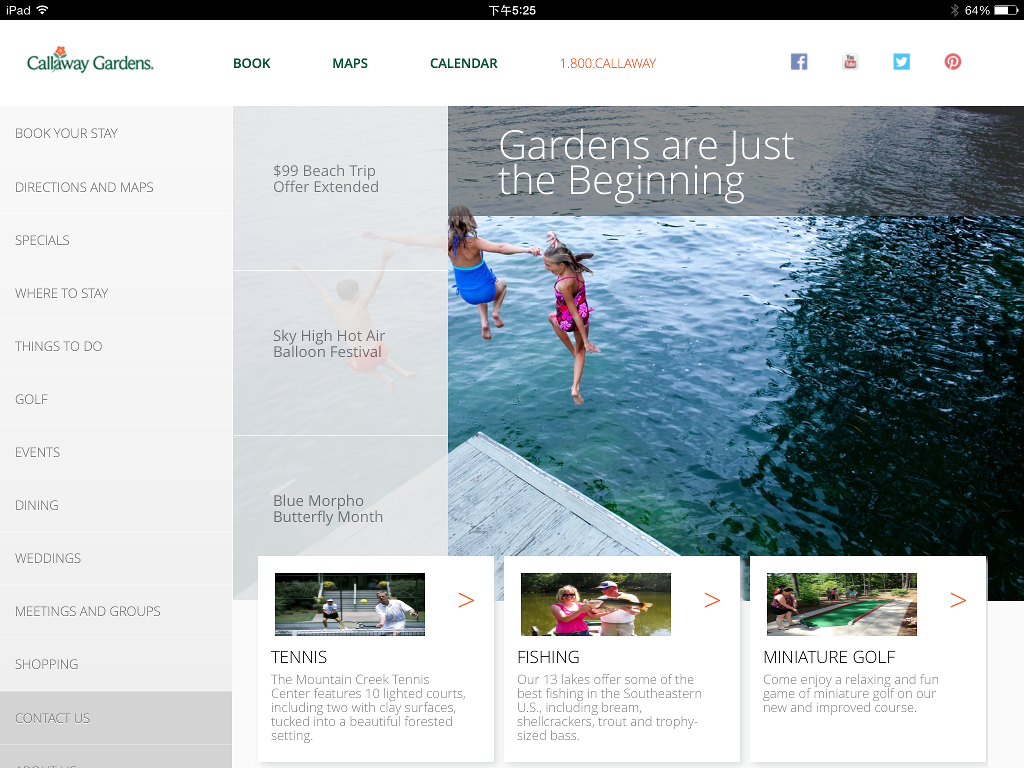 iPad
下午5:25
64%
Callaway Gardens.
BOOK
MAPS
CALENDAR
1.800.CALLAWAY
You
Tube
BOOK YOUR STAY
DIRECTIONS AND MAPS
SPECIALS
WHERE TO STAY
THINGS TO DO
GOLF
EVENTS
DINING
WEDDINGS
MEETINGS AND GROUPS
SHOPPING
CONTACT US
ABOUT US
$99 Beach Trip
Offer Extended
Sky High Hot Air
Balloon Festival
Blue Morpho
Butterfly Month
Gardens are Just
the Beginning
>
TENNIS
The Mountain Creek Tennis
Center features 10 lighted courts,
including two with clay surfaces,
tucked into a beautiful forested
setting.
>
FISHING
Our 13 lakes offer some of the
best fishing in the Southeastern
U.S., including bream,
shellcrackers, trout and trophy-
sized bass.
>
MINIATURE GOLF
Come enjoy a relaxing and fun
game of miniature golf on our
new and improved course.